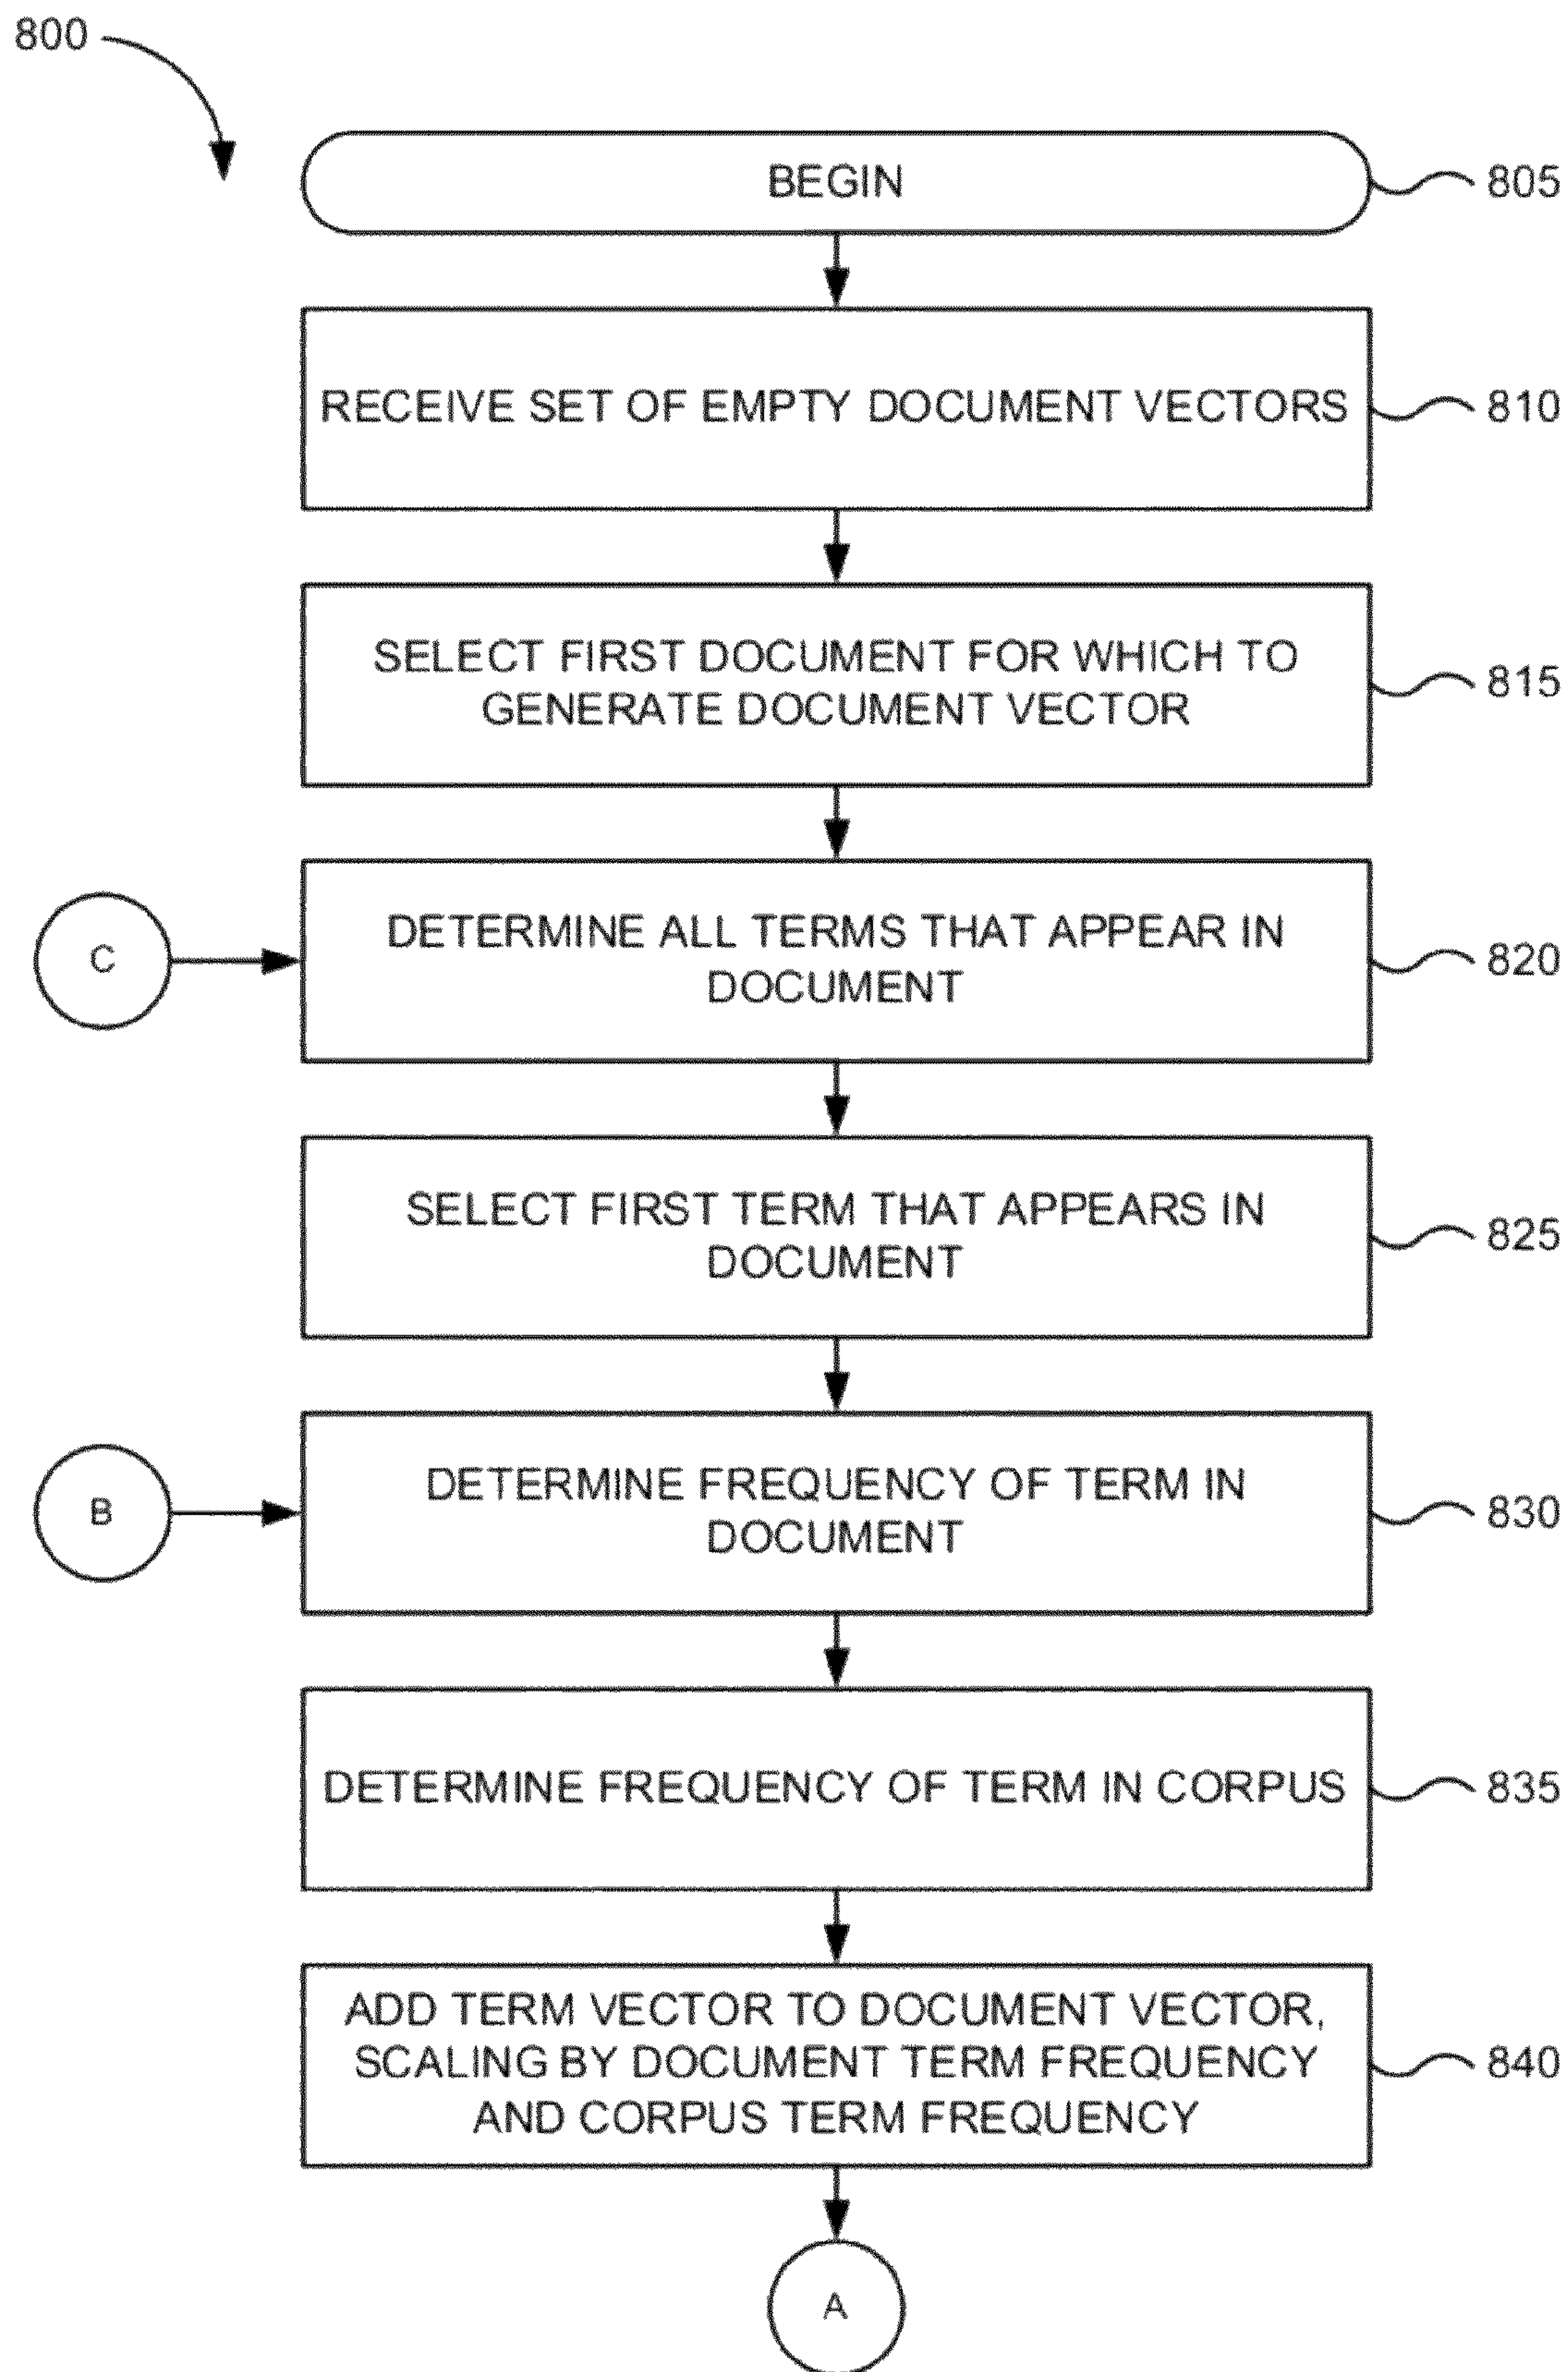 800
BEGIN
805
RECEIVE SET OF EMPTY DOCUMENT VECTORS
810
SELECT FIRST DOCUMENT FOR WHICH TO
GENERATE DOCUMENT VECTOR
815
C
DETERMINE ALL TERMS THAT APPEAR IN
DOCUMENT
820
SELECT FIRST TERM THAT APPEARS IN
DOCUMENT
825
B
DETERMINE FREQUENCY OF TERM IN
DOCUMENT
830
DETERMINE FREQUENCY OF TERM IN CORPUS
835
ADD TERM VECTOR TO DOCUMENT VECTOR,
SCALING BY DOCUMENT TERM FREQUENCY
AND CORPUS TERM FREQUENCY
840
A